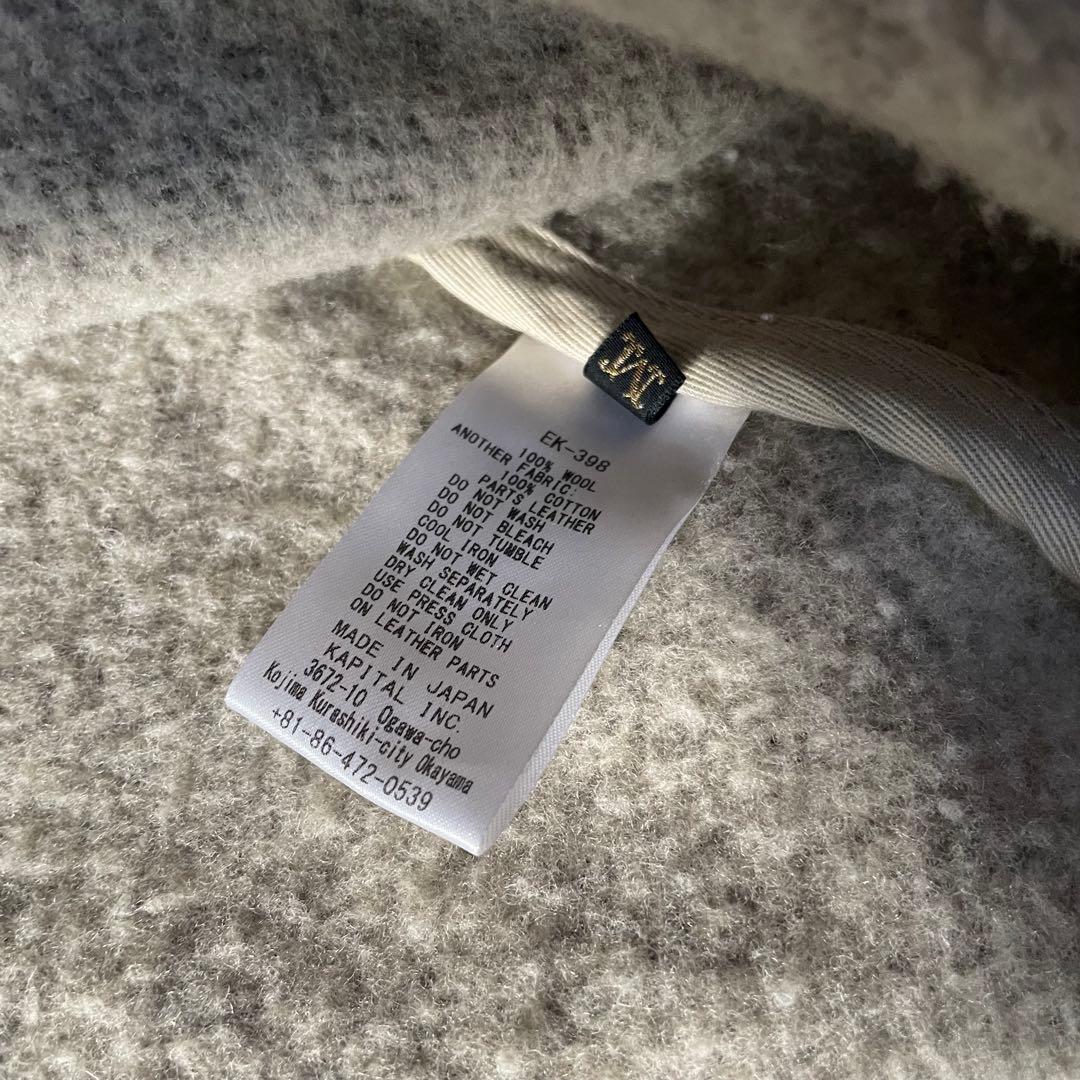 M
EK-398
100% WOOL
ANOTHER FABRIC:
100% COTTON
PARTS LEATHER
DO NOT WASH
DO NOT BLEACH
DO NOT TUMBLE
COOL IRON
DO NOT WET CLEAN
WASH SEPARATELY
DRY CLEAN ONLY
USE PRESS CLOTH
DO NOT IRON
ON LEATHER PARTS
MADE IN JAPAN
KAPITAL INC.
3672-10 Ogawa-cho
Kojima Kurashiki-city Okayama
+81-86-472-0539